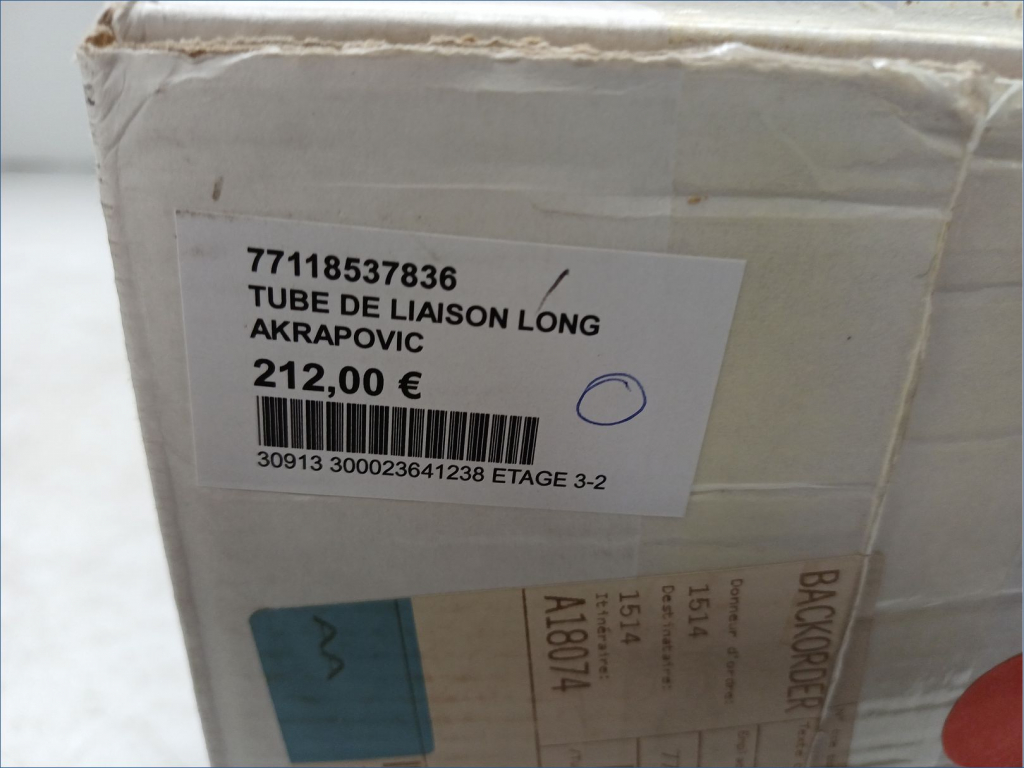 77118537836
TUBE DE LIAISON LONG
AKRAPOVIC
212,00 €
30913 300023641238 ETAGE 3-2
BACKORDER
Donneur d'ordre:
1514
Destinataire:
1514
Itinéraire:
A18074
AA